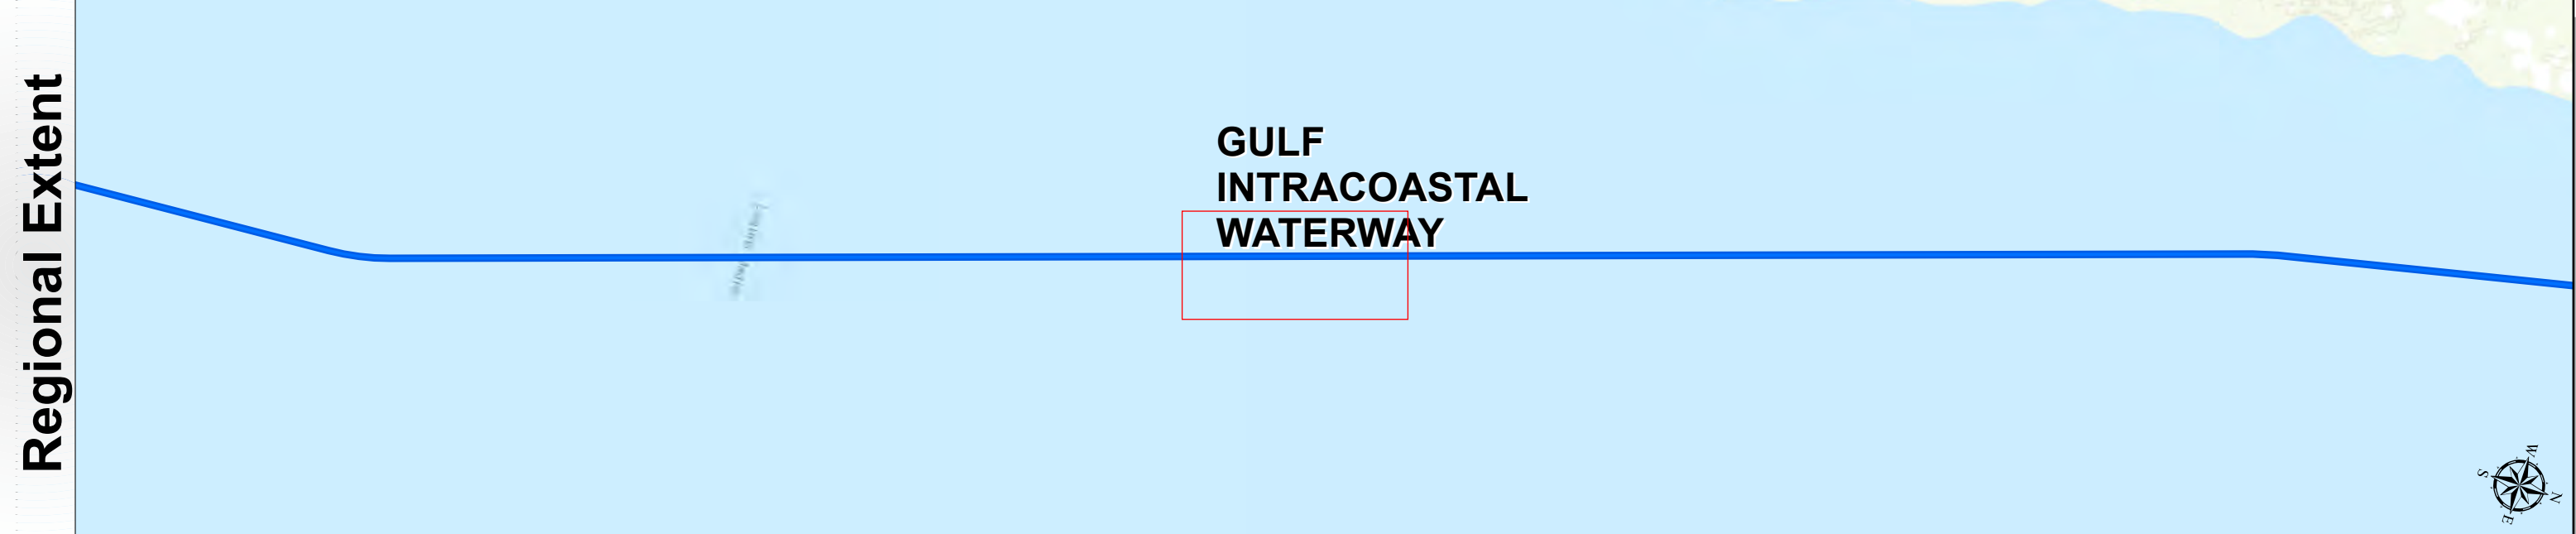 Regional Extent
GULF
INTRACOASTAL
WATERWAY
W
S
N
E